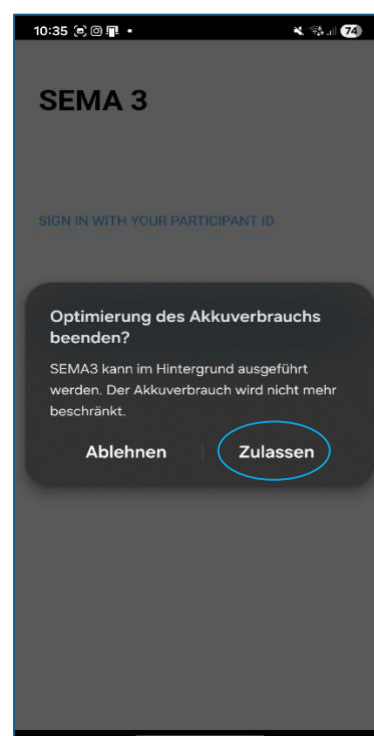 10:35
74
SEMA 3
SIGN IN WITH YOUR PARTICIPANT ID
Optimierung des Akkuverbrauchs
beenden?
SEMA3 kann im Hintergrund ausgeführt
werden. Der Akkuverbrauch wird nicht mehr
beschränkt.
Ablehnen
Zulassen